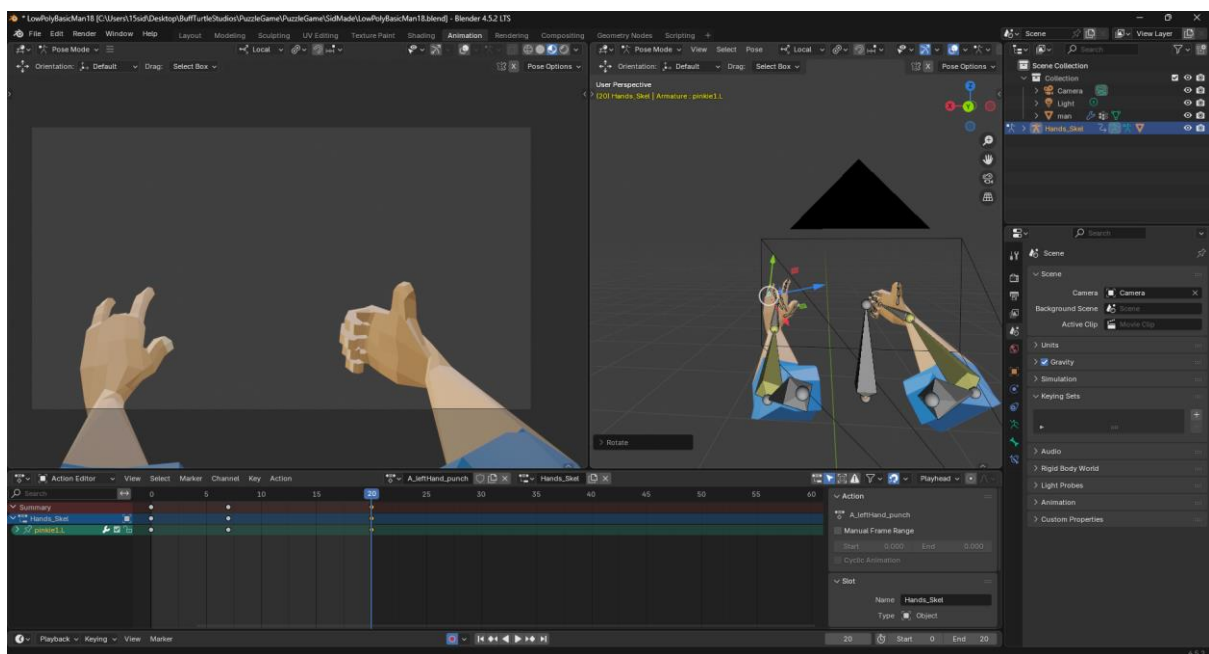 * LowPolyBasicMan18 [C:\Users\15sid\Desktop\BuffTurtleStudios\PuzzleGame\PuzzleGame\SidMade\LowPolyBasicMan18.blend] - Blender 4.5.2 LTS
File Edit Render Window Help Layout Modeling Sculpting UV Editing Texture Paint Shading Animation Rendering Compositing Geometry Nodes Scripting + Scene View Layer
Pose Mode Local Pose Mode View Select Pose Local Search
Orientation: Default Drag: Select Box Pose Options Orientation: Default Drag: Select Box Pose Options
User Perspective
(20) Hands_Skel | Armature : pinkie1.L
Z
Y
Scene Collection
Collection
Camera
Light
man
Hands_Skel
Search
Scene
Scene
Camera Camera
Background Scene Scene
Active Clip Movie Clip
Units
Gravity
Simulation
Keying Sets
Audio
Rigid Body World
Light Probes
Animation
Custom Properties
Rotate
Action Editor View Select Marker Channel Key Action A_leftHand_punch Hands_Skel Playhead
Search 0 5 10 15 20 25 30 35 40 45 50 55 60
Summary
Hands_Skel
pinkie1.L
Action
A_leftHand_punch
Manual Frame Range
Start 0.000 End 0.000
Cyclic Animation
Slot
Name Hands_Skel
Type Object
Playback Keying View Marker 20 Start 0 End 20
4.5.2